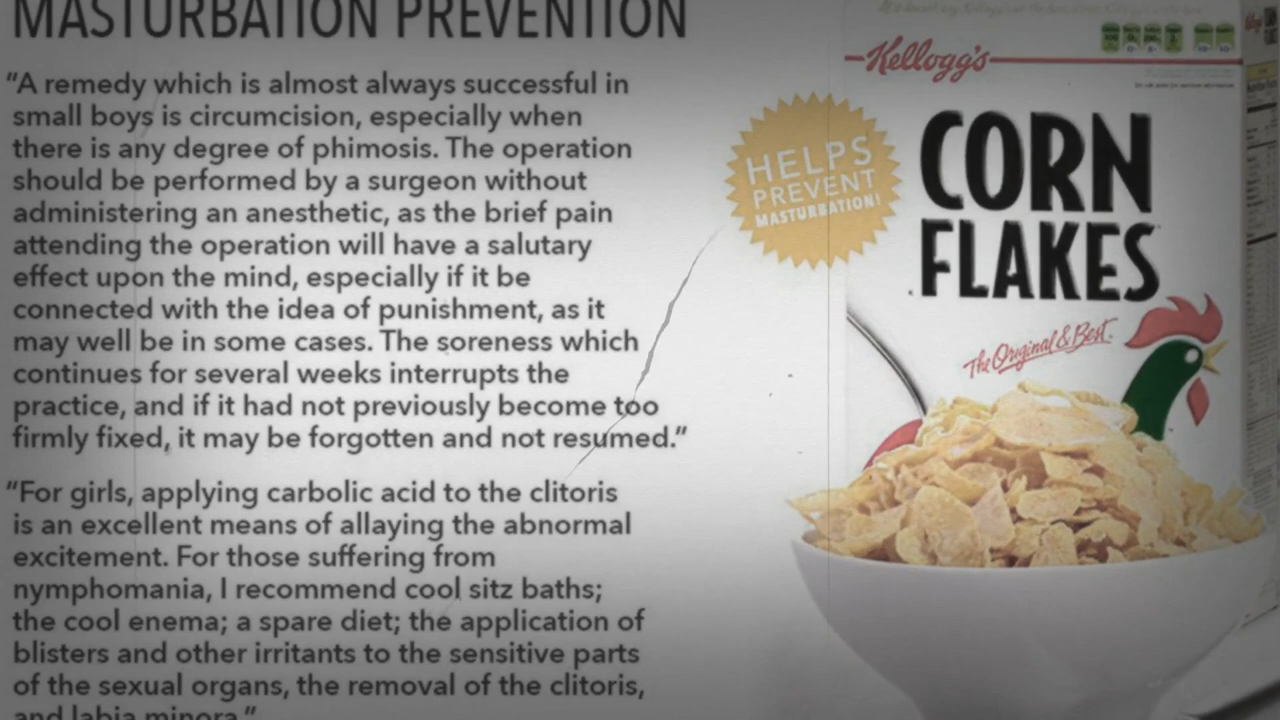 MASTURBATION PREVENTION
“A remedy which is almost always successful in
small boys is circumcision, especially when
there is any degree of phimosis. The operation
should be performed by a surgeon without
administering an anesthetic, as the brief pain
attending the operation will have a salutary
effect upon the mind, especially if it be
connected with the idea of punishment, as it
may well be in some cases. The soreness which
continues for several weeks interrupts the
practice, and if it had not previously become too
firmly fixed, it may be forgotten and not resumed.”
“For girls, applying carbolic acid to the clitoris
is an excellent means of allaying the abnormal
excitement. For those suffering from
nymphomania, I recommend cool sitz baths;
the cool enema; a spare diet; the application of
blisters and other irritants to the sensitive parts
of the sexual organs, the removal of the clitoris,
and labia minora.”
Kellogg's
HELPS
PREVENT
MASTURBATION!
CORN
FLAKES
The Original & Best